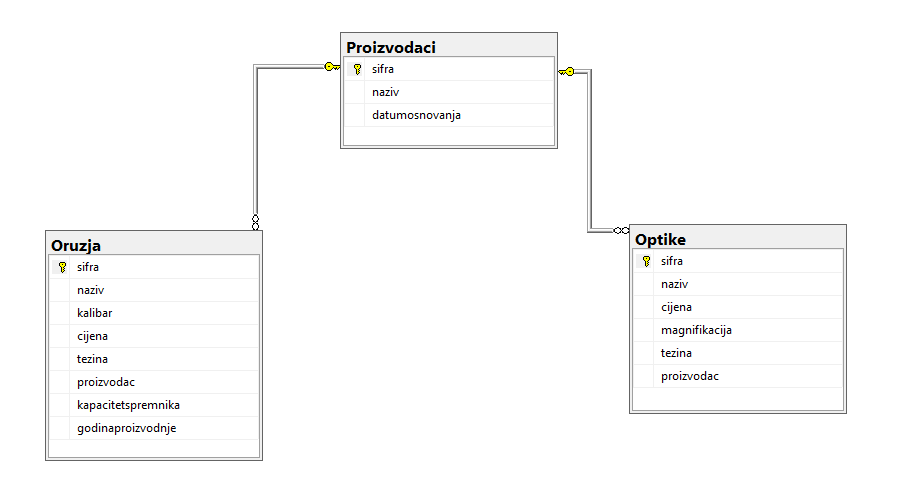 Proizvodaci
sifra
naziv
datumosnovanja
Oruzja
sifra
naziv
kalibar
cijena
tezina
proizvodac
kapacitetspremnika
godinaproizvodnje
Optike
sifra
naziv
cijena
magnifikacija
tezina
proizvodac